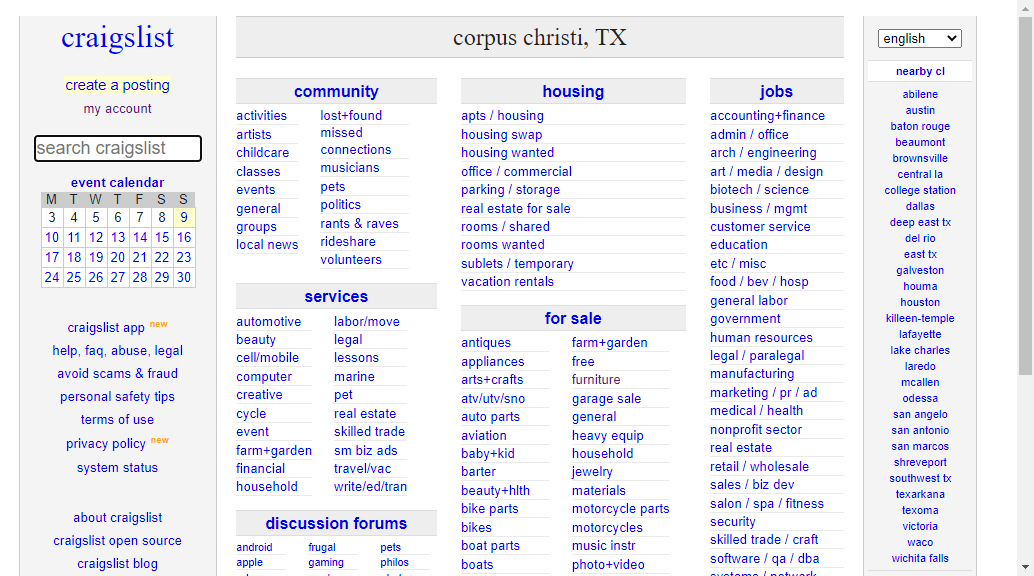 craigslist
create a posting
my account
search craigslist
event calendar
M T W T F S S
3 4 5 6 7 8 9
10 11 12 13 14 15 16
17 18 19 20 21 22 23
24 25 26 27 28 29 30
craigslist app new
help, faq, abuse, legal
avoid scams & fraud
personal safety tips
terms of use
privacy policy new
system status
about craigslist
craigslist open source
craigslist blog
corpus christi, TX
community
activities
artists
childcare
classes
events
general
groups
local news
lost+found
missed
connections
musicians
pets
politics
rants & raves
rideshare
volunteers
services
automotive
beauty
cell/mobile
computer
creative
cycle
event
farm+garden
financial
household
labor/move
legal
lessons
marine
pet
real estate
skilled trade
sm biz ads
travel/vac
write/ed/tran
discussion forums
android
apple
frugal
gaming
pets
philos
housing
apts / housing
housing swap
housing wanted
office / commercial
parking / storage
real estate for sale
rooms / shared
rooms wanted
sublets / temporary
vacation rentals
for sale
antiques
appliances
arts+crafts
atv/utv/sno
auto parts
aviation
baby+kid
barter
beauty+hlth
bike parts
bikes
boat parts
boats
farm+garden
free
furniture
garage sale
general
heavy equip
household
jewelry
materials
motorcycle parts
motorcycles
music instr
photo+video
jobs
accounting+finance
admin / office
arch / engineering
art / media / design
biotech / science
business / mgmt
customer service
education
etc / misc
food / bev / hosp
general labor
government
human resources
legal / paralegal
manufacturing
marketing / pr / ad
medical / health
nonprofit sector
real estate
retail / wholesale
sales / biz dev
salon / spa / fitness
security
skilled trade / craft
software / qa / dba
systems / network
english
nearby cl
abilene
austin
baton rouge
beaumont
brownsville
central la
college station
dallas
deep east tx
del rio
east tx
galveston
houma
houston
killeen-temple
lafayette
lake charles
laredo
mcallen
odessa
san angelo
san antonio
san marcos
shreveport
southwest tx
texarkana
texoma
victoria
waco
wichita falls